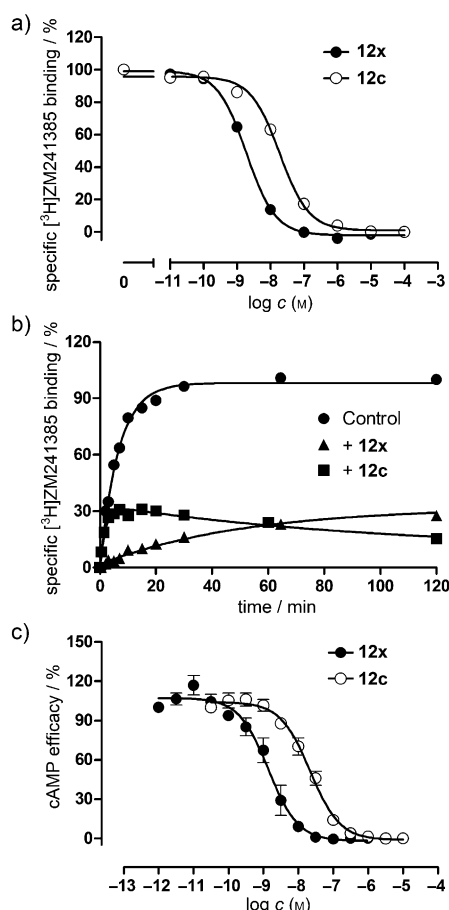 a)
specific [³H]ZM241385 binding / %
120
100
80
60
40
20
0
12x
12c
0 −11 −10 −9 −8 −7 −6 −5 −4 −3
log c (M)
b)
specific [³H]ZM241385 binding / %
120
90
60
30
0
Control
+ 12x
+ 12c
0 20 40 60 80 100 120
time / min
c)
cAMP efficacy / %
150
120
90
60
30
0
12x
12c
−13 −12 −11 −10 −9 −8 −7 −6 −5 −4
log c (M)